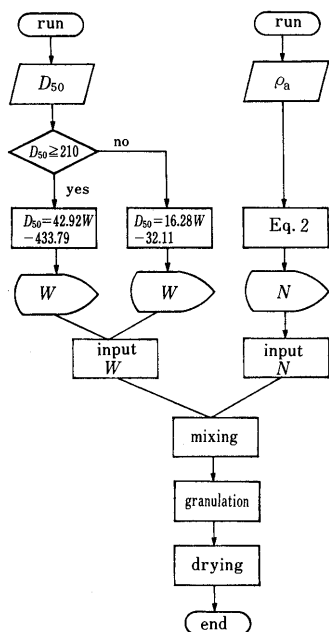 run
D50
D50≧210
no
yes
D50=42.92W
−433.79
D50=16.28W
−32.11
W
W
input
W
run
ρa
Eq. 2
N
input
N
mixing
granulation
drying
end